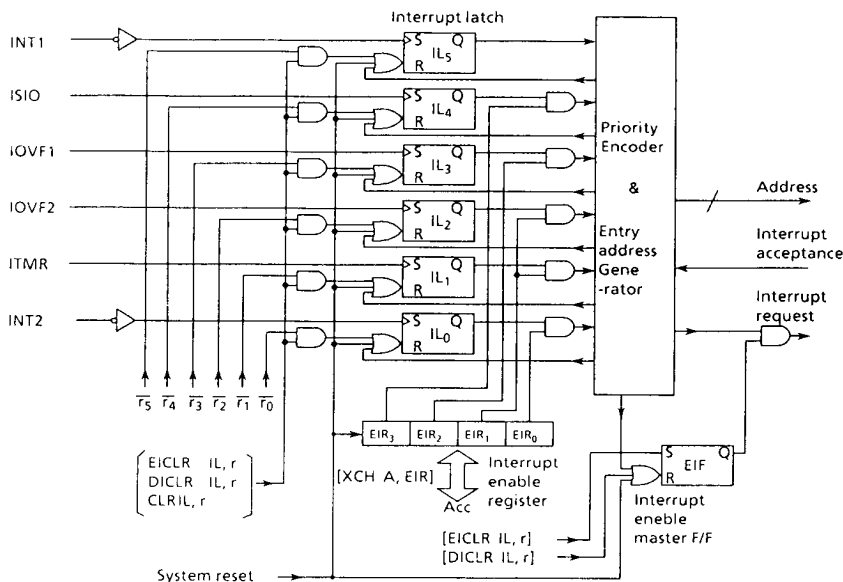 Interrupt latch
INT1
S Q
IL5
R
ISIO
S Q
IL4
R
IOVF1
S Q
IL3
R
IOVF2
S Q
IL2
R
ITMR
S Q
IL1
R
INT2
S Q
IL0
R
Priority
Encoder
&
Entry
address
Gene
-rator
Address
Interrupt
acceptance
Interrupt
request
r5 r4 r3 r2 r1 r0
EIR3 EIR2 EIR1 EIR0
EICLR IL, r
DICLR IL, r
CLRIL, r
[XCH A, EIR]
Acc
Interrupt
enable
register
S Q
EIF
R
Interrupt
eneble
master F/F
[EICLR IL, r]
[DICLR IL, r]
System reset